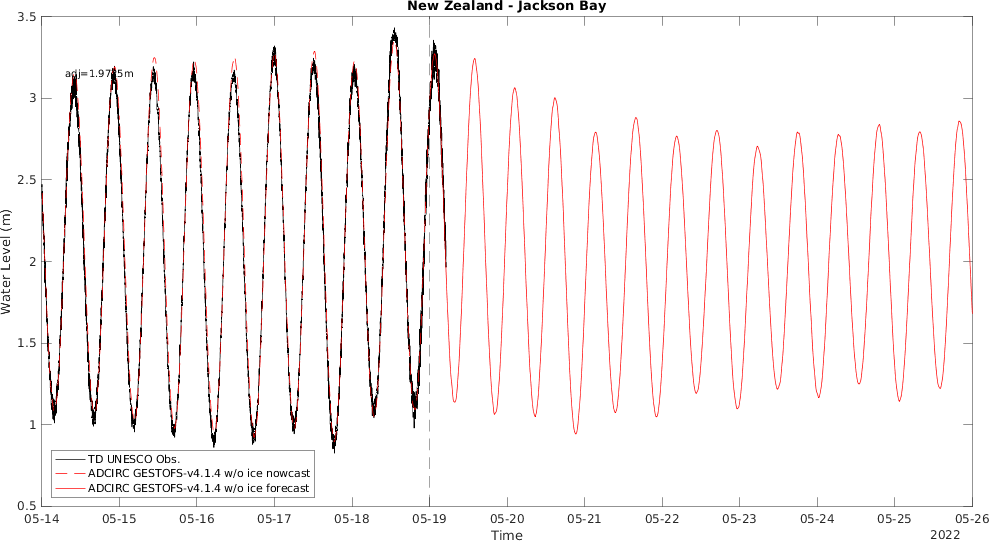 New Zealand - Jackson Bay
3.5
3
2.5
2
1.5
1
0.5
Water Level (m)
TD UNESCO Obs.
ADCIRC GESTOFS-v4.1.4 w/o ice nowcast
ADCIRC GESTOFS-v4.1.4 w/o ice forecast
05-14 05-15 05-16 05-17 05-18 05-19 05-20 05-21 05-22 05-23 05-24 05-25 05-26
Time
2022